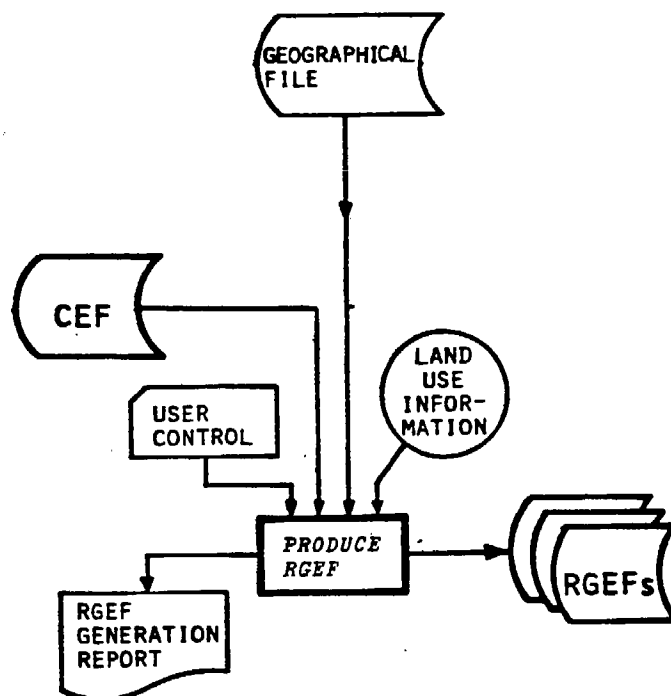 GEOGRAPHICAL
FILE
CEF
LAND
USE
INFOR-
MATION
USER
CONTROL
PRODUCE
RGEF
RGEFs
RGEF
GENERATION
REPORT